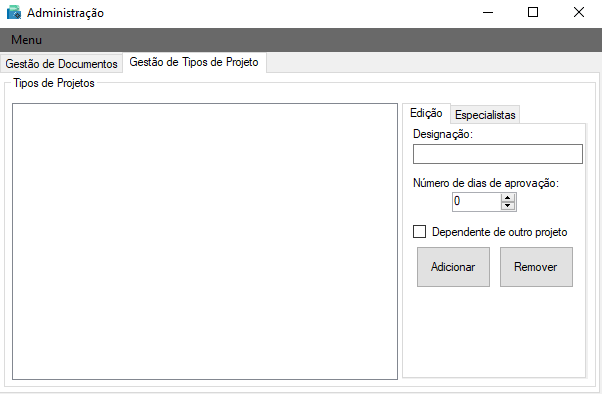 Administração
Menu
Gestão de Documentos
Gestão de Tipos de Projeto
Tipos de Projetos
Edição
Especialistas
Designação:
Número de dias de aprovação:
0
Dependente de outro projeto
Adicionar
Remover